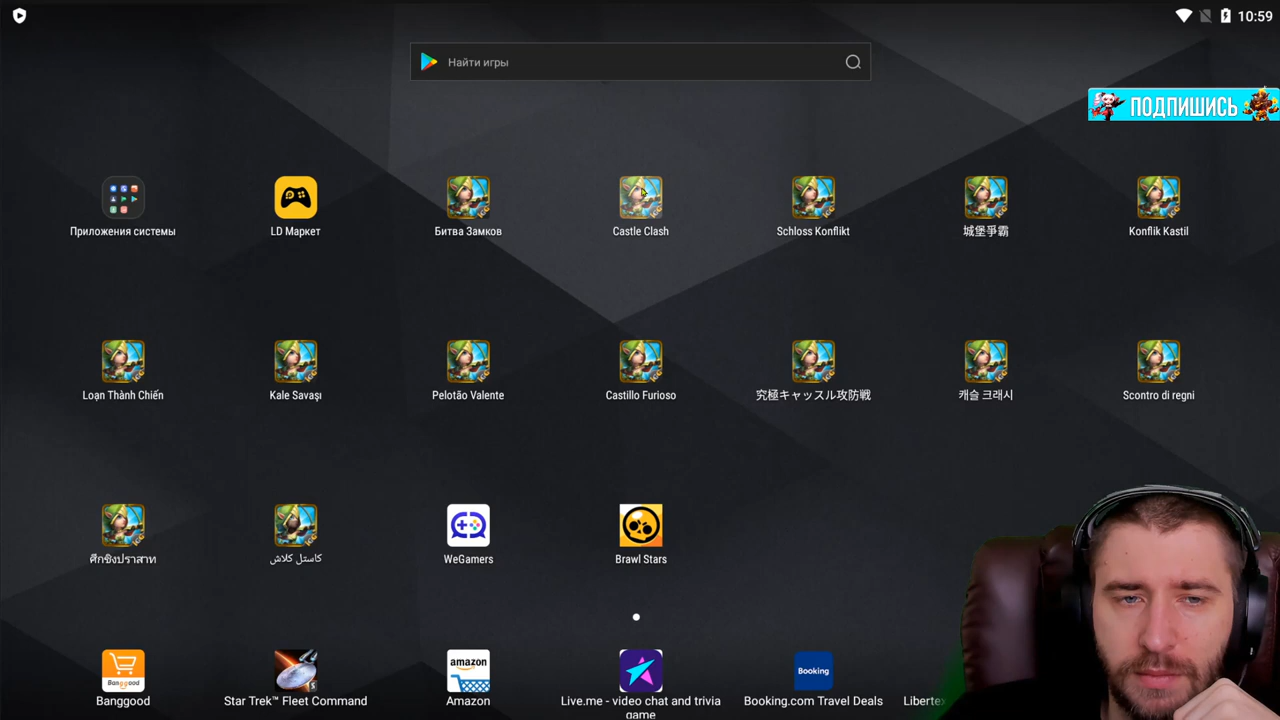 10:59
Найти игры
ПОДПИШИСЬ
Приложения системы
LD Маркет
Битва Замков
Castle Clash
Schloss Konflikt
城堡爭霸
Konflik Kastil
Loạn Thành Chiến
Kale Savaşı
Pelotão Valente
Castillo Furioso
究極キャッスル攻防戦
캐슬 크래시
Scontro di regni
ศึกชิงปราสาท
كاستل كلاش
WeGamers
Brawl Stars
Banggood
amazon
Booking
Banggood
Star Trek™ Fleet Command
Amazon
Live.me - video chat and trivia
game
Booking.com Travel Deals
Libertex